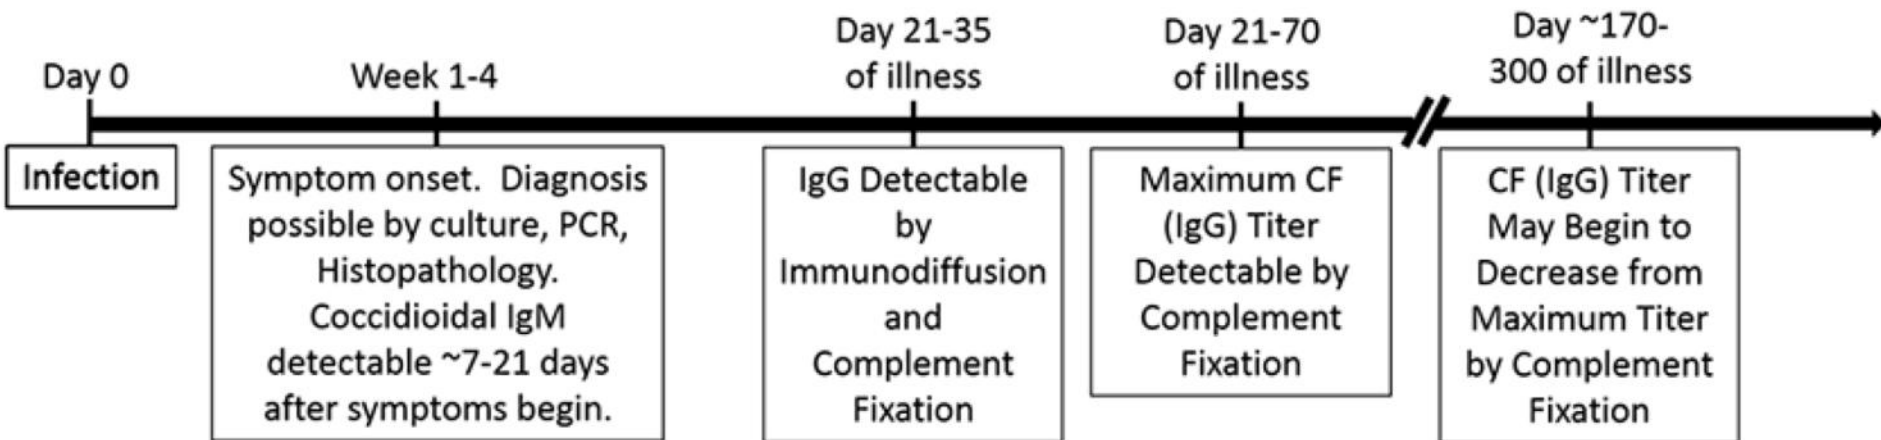 Day 0
Infection
Week 1-4
Symptom onset.  Diagnosis
possible by culture, PCR,
Histopathology.
Coccidioidal IgM
detectable ~7-21 days
after symptoms begin.
Day 21-35
of illness
IgG Detectable
by
Immunodiffusion
and
Complement
Fixation
Day 21-70
of illness
Maximum CF
(IgG) Titer
Detectable by
Complement
Fixation
Day ~170-
300 of illness
CF (IgG) Titer
May Begin to
Decrease from
Maximum Titer
by Complement
Fixation